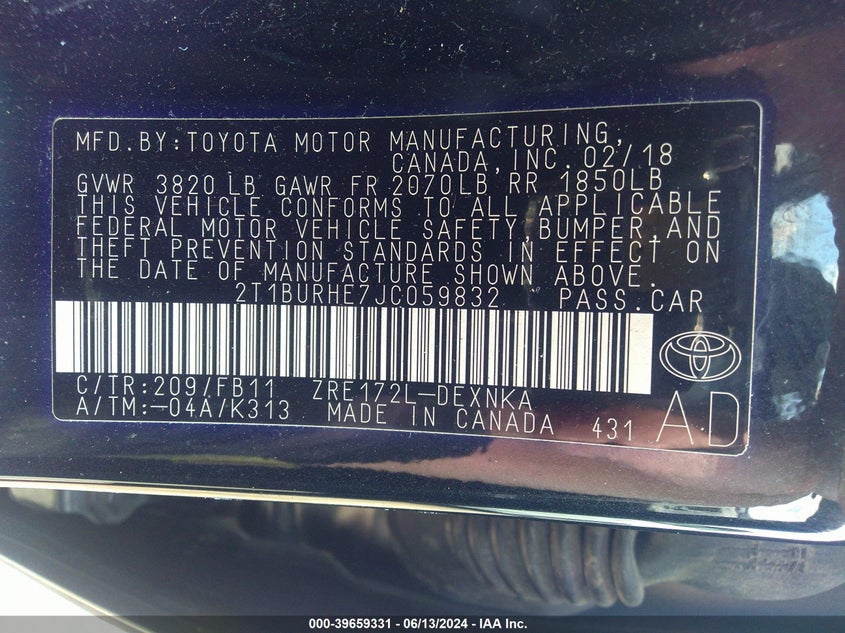 MFD.BY:TOYOTA MOTOR MANUFACTURING,
CANADA,INC. 02/18
GVWR 3820 LB GAWR FR 2070LB RR 1850LB
THIS VEHICLE CONFORMS TO ALL APPLICABLE
FEDERAL MOTOR VEHICLE SAFETY,BUMPER,AND
THEFT PREVENTION STANDARDS IN EFFECT ON
THE DATE OF MANUFACTURE SHOWN ABOVE.
2T1BURHE7JC059832 PASS.CAR
C/TR:209/FB11 ZRE172L-DEXNKA
A/TM:-04A/K313 MADE IN CANADA 431 AD
000-39659331 - 06/13/2024 - IAA Inc.